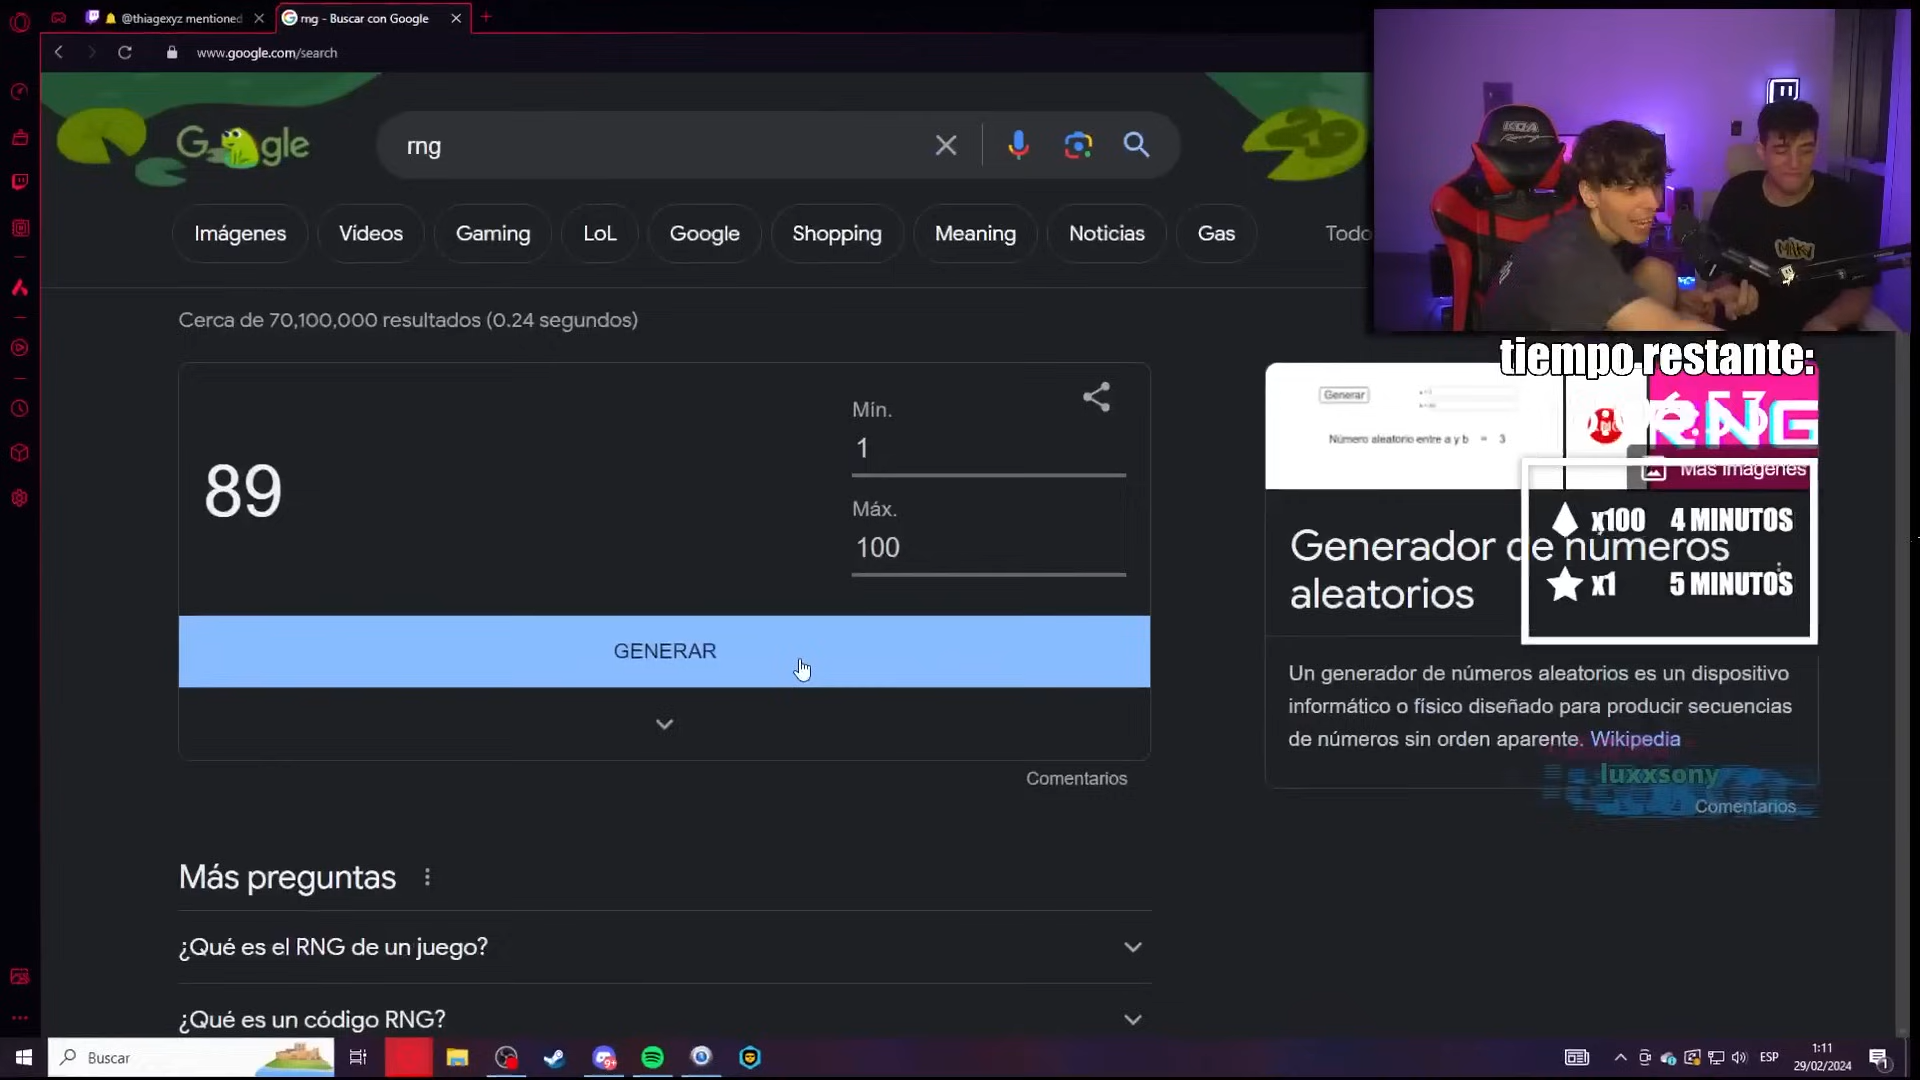 @thiagexyz mentioned
rng - Buscar con Google
www.google.com/search
Google
rng
29
Imágenes
Videos
Gaming
LoL
Google
Shopping
Meaning
Noticias
Gas
Todo
Cerca de 70,100,000 resultados (0.24 segundos)
89
Mín.
1
Máx.
100
GENERAR
Comentarios
Más preguntas
¿Qué es el RNG de un juego?
¿Qué es un código RNG?
KOA
tiempo restante:
Generar
Número aleatorio entre a y b = 3
RNG
Más imágenes
x100 4 MINUTOS
x1 5 MINUTOS
Generador de números
aleatorios
Un generador de números aleatorios es un dispositivo
informático o físico diseñado para producir secuencias
de números sin orden aparente. Wikipedia
luxxsony
Comentarios
Buscar
ESP
1:11
29/02/2024